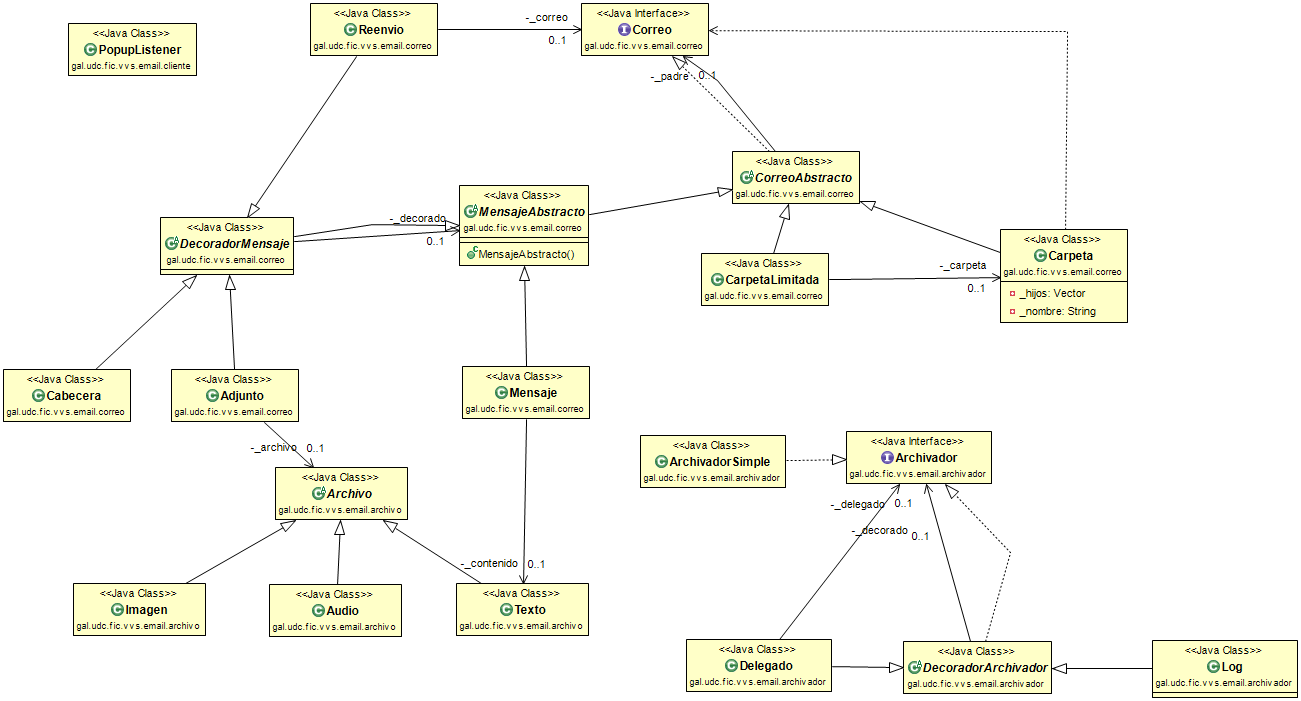 <<Java Class>>
PopupListener
gal.udc.fic.vvs.email.cliente
<<Java Class>>
Reenvio
gal.udc.fic.vvs.email.correo
-_correo
0..1
<<Java Interface>>
Correo
gal.udc.fic.vvs.email.correo
-_padre
0..1
<<Java Class>>
CorreoAbstracto
gal.udc.fic.vvs.email.correo
<<Java Class>>
MensajeAbstracto
gal.udc.fic.vvs.email.correo
MensajeAbstracto()
<<Java Class>>
DecoradorMensaje
gal.udc.fic.vvs.email.correo
-_decorado
0..1
<<Java Class>>
CarpetaLimitada
gal.udc.fic.vvs.email.correo
-_carpeta
0..1
<<Java Class>>
Carpeta
gal.udc.fic.vvs.email.correo
_hijos: Vector
_nombre: String
<<Java Class>>
Cabecera
gal.udc.fic.vvs.email.correo
<<Java Class>>
Adjunto
gal.udc.fic.vvs.email.correo
<<Java Class>>
Mensaje
gal.udc.fic.vvs.email.correo
-_archivo
0..1
<<Java Class>>
Archivo
gal.udc.fic.vvs.email.archivo
-_contenido
0..1
<<Java Class>>
Imagen
gal.udc.fic.vvs.email.archivo
<<Java Class>>
Audio
gal.udc.fic.vvs.email.archivo
<<Java Class>>
Texto
gal.udc.fic.vvs.email.archivo
<<Java Class>>
ArchivadorSimple
gal.udc.fic.vvs.email.archivador
<<Java Interface>>
Archivador
gal.udc.fic.vvs.email.archivador
-_delegado
0..1
-_decorado
0..1
<<Java Class>>
Delegado
gal.udc.fic.vvs.email.archivador
<<Java Class>>
DecoradorArchivador
gal.udc.fic.vvs.email.archivador
<<Java Class>>
Log
gal.udc.fic.vvs.email.archivador